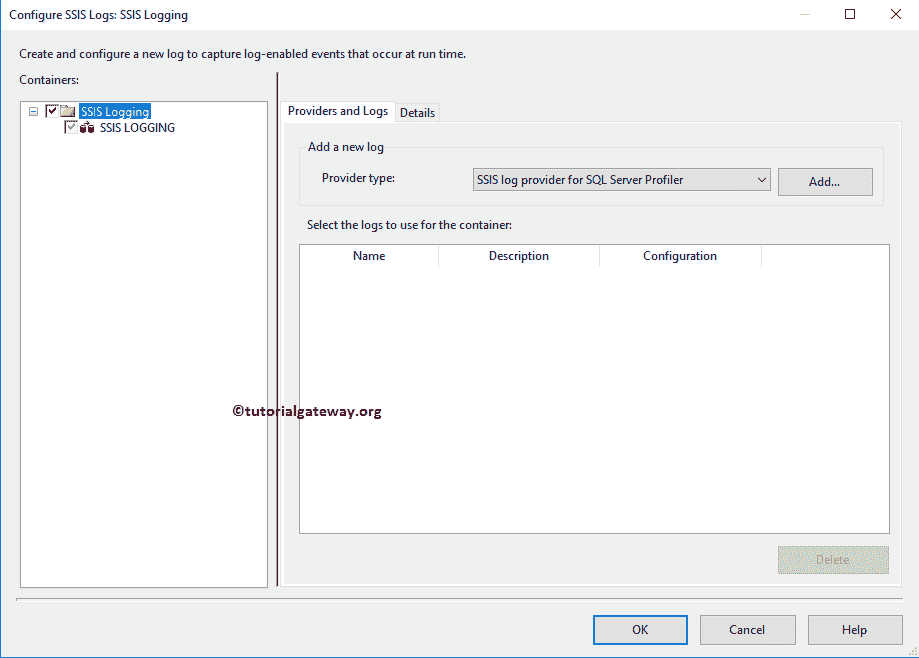 Configure SSIS Logs: SSIS Logging
Create and configure a new log to capture log-enabled events that occur at run time.
Containers:
SSIS Logging
SSIS LOGGING
Providers and Logs
Details
Add a new log
Provider type:
SSIS log provider for SQL Server Profiler
Add...
Select the logs to use for the container:
Name Description Configuration
©tutorialgateway.org
Delete
OK Cancel Help